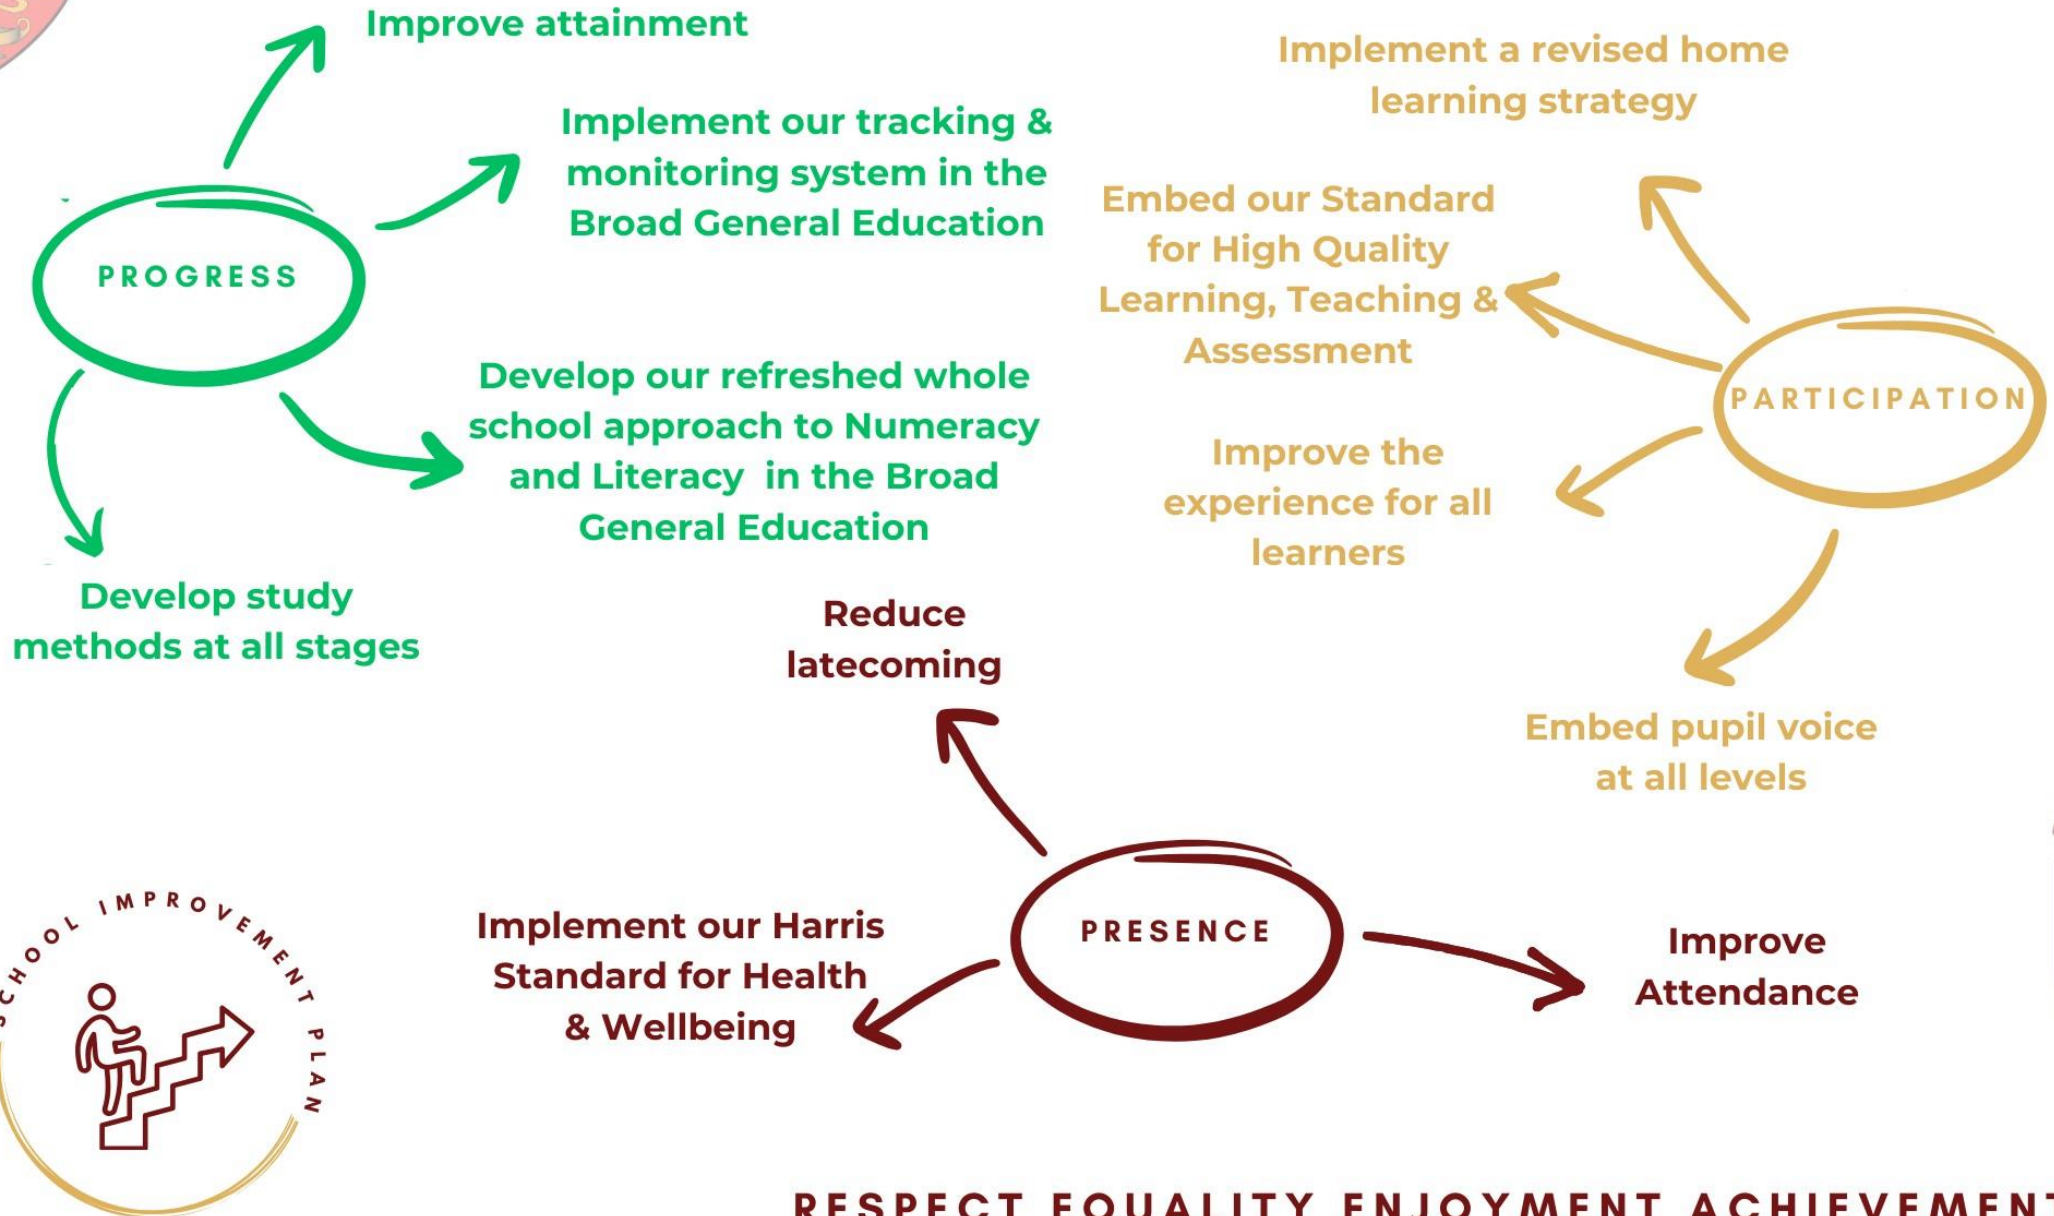 Improve attainment
Implement our tracking &
monitoring system in the
Broad General Education
PROGRESS
Develop our refreshed whole
school approach to Numeracy
and Literacy in the Broad
General Education
Develop study
methods at all stages
Implement a revised home
learning strategy
Embed our Standard
for High Quality
Learning, Teaching &
Assessment
PARTICIPATION
Improve the
experience for all
learners
Embed pupil voice
at all levels
Reduce
latecoming
PRESENCE
Implement our Harris
Standard for Health
& Wellbeing
Improve
Attendance
SCHOOL IMPROVEMENT PLAN
RESPECT EQUALITY ENJOYMENT ACHIEVEMENT